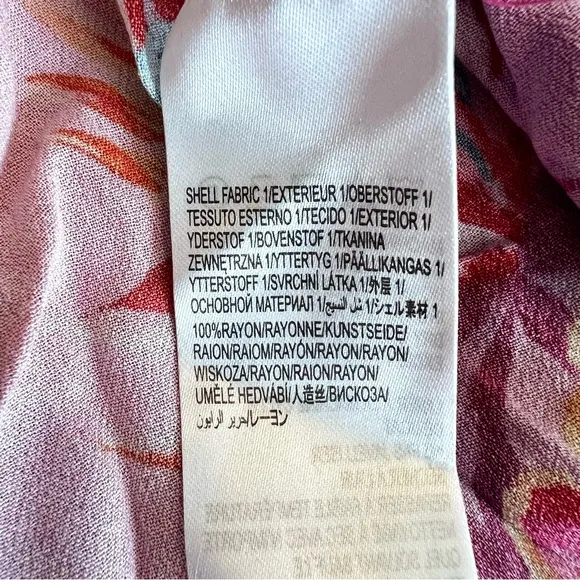 SHELL FABRIC 1/EXTERIEUR 1/OBERSTOFF 1/
TESSUTO ESTERNO 1/TECIDO 1/EXTERIOR 1/
YDERSTOF 1/BOVENSTOF 1/TKANINA
ZEWNĘTRZNA 1/YTTERTYG 1/PÄÄLLIKANGAS 1/
YTTERSTOFF 1/SVRCHNÍ LÁTKA 1/外层 1/
ОСНОВНОЙ МАТЕРИАЛ 1/شل النسيج 1/シェル素材 1
100%RAYON/RAYONNE/KUNSTSEIDE/
RAION/RAIOM/RAYÓN/RAYON/RAYON/
WISKOZA/RAYON/RAION/RAYON/
UMĚLÉ HEDVÁBÍ/人造丝/ВИСКОЗА/
حرير الرايون/レーヨン